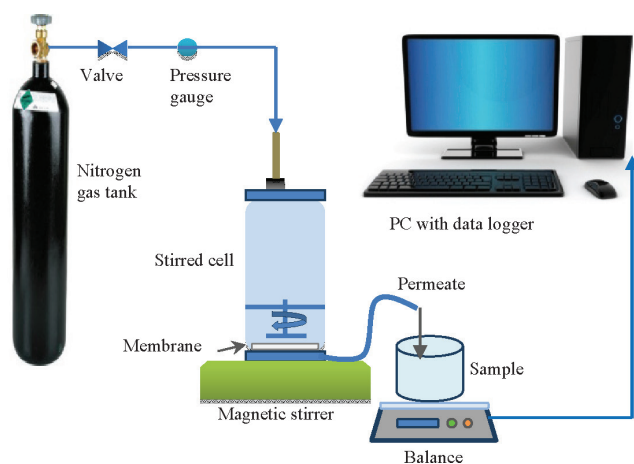 Valve
Pressure
gauge
Nitrogen
gas tank
PC with data logger
Stirred cell
Permeate
Membrane
Sample
Magnetic stirrer
Balance